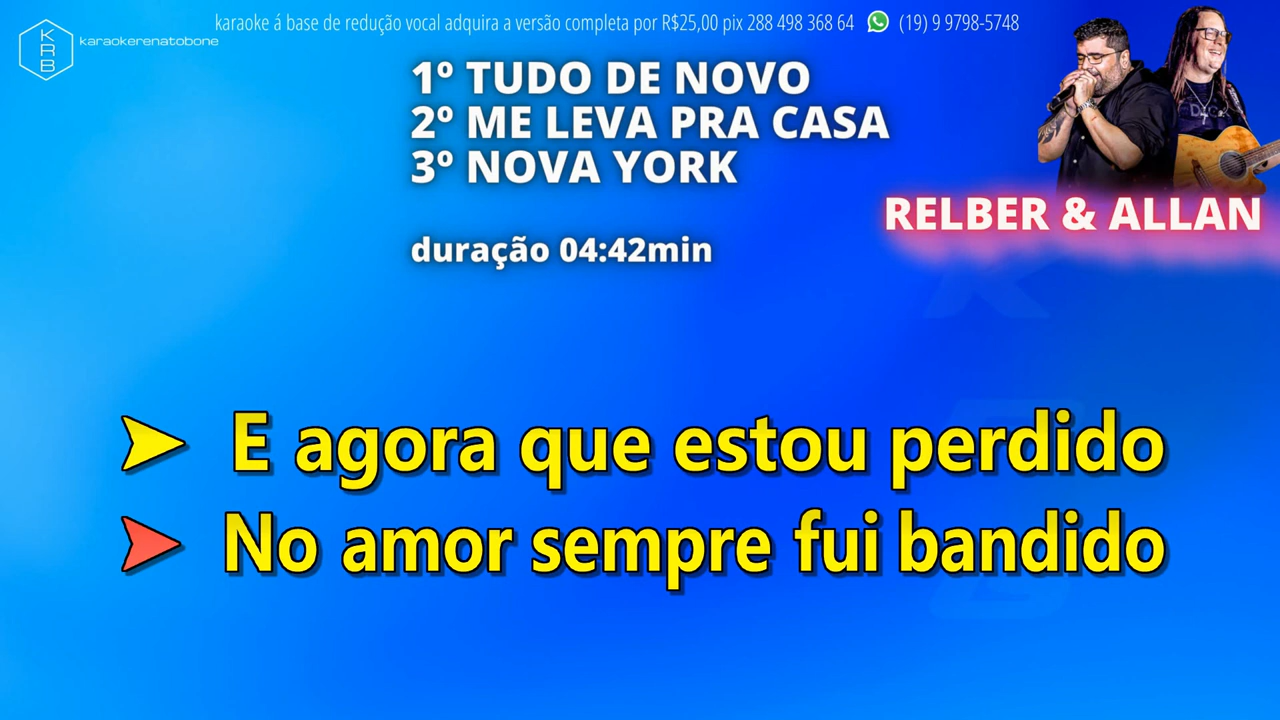 karaoke á base de redução vocal adquira a versão completa por R$25,00 pix 288 498 368 64 (19) 9 9798-5748
KRB
karaokerenatobone
1º TUDO DE NOVO
2º ME LEVA PRA CASA
3º NOVA YORK
RELBER & ALLAN
duração 04:42min
E agora que estou perdido
No amor sempre fui bandido